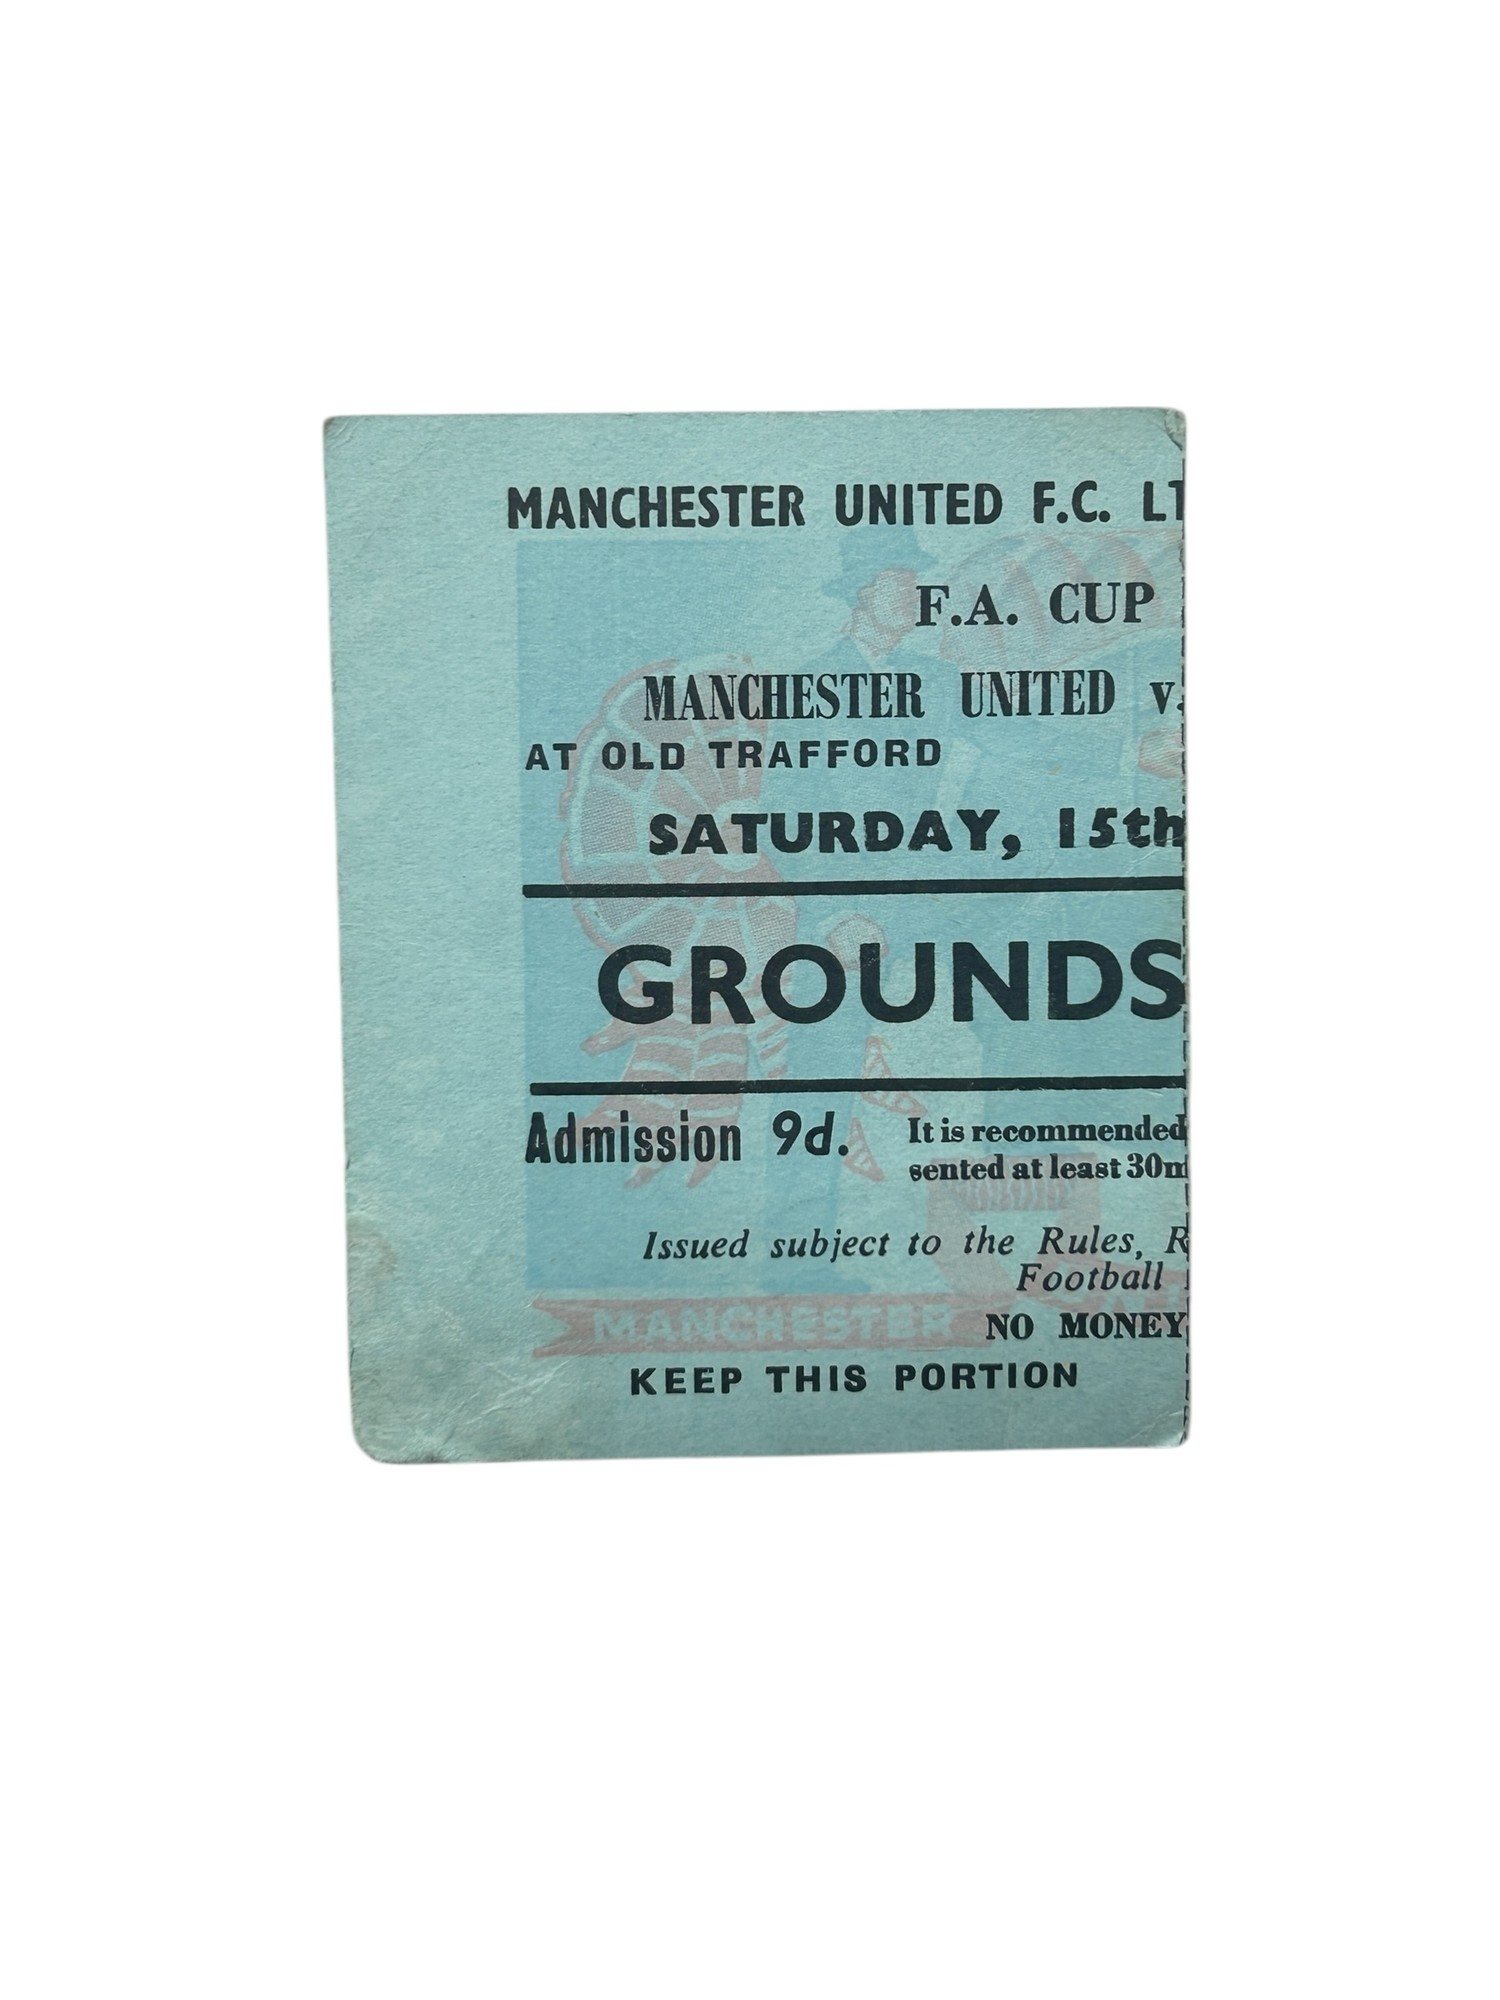 MANCHESTER UNITED F.C. LT
F.A. CUP
MANCHESTER UNITED v.
AT OLD TRAFFORD
SATURDAY, 15th
GROUNDS
Admission 9d.
It is recommended
sented at least 30m
Issued subject to the Rules, R
Football
MANCHESTER
NO MONEY
KEEP THIS PORTION